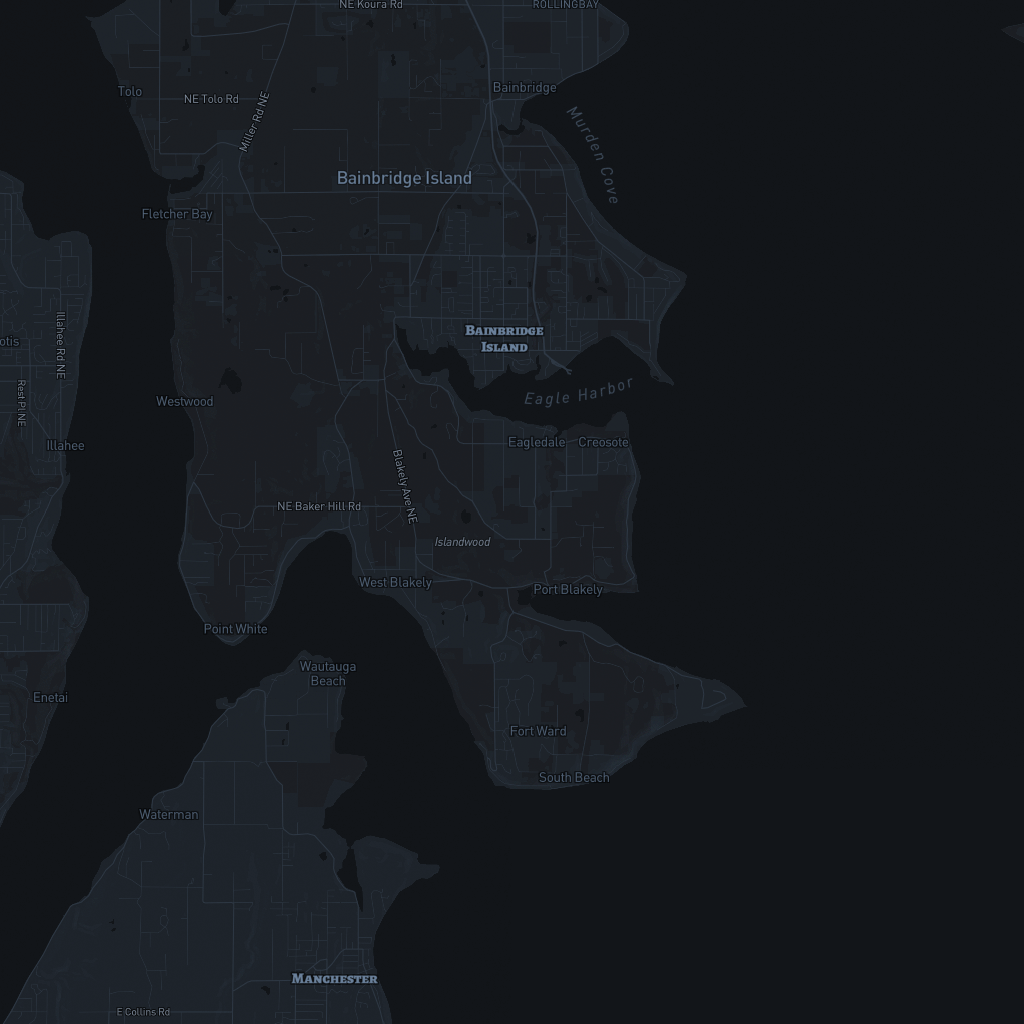 NE Koura Rd
ROLLINGBAY
Bainbridge
Tolo
NE Tolo Rd
Miller Rd NE
Murden Cove
Bainbridge Island
Fletcher Bay
Bainbridge
Island
Illahee Rd NE
otis
Rest Pl NE
Eagle Harbor
Westwood
Illahee
Eagledale
Creosote
Blakely Ave NE
NE Baker Hill Rd
Islandwood
West Blakely
Port Blakely
Point White
Wautauga
Beach
Enetai
Fort Ward
South Beach
Waterman
Manchester
E Collins Rd